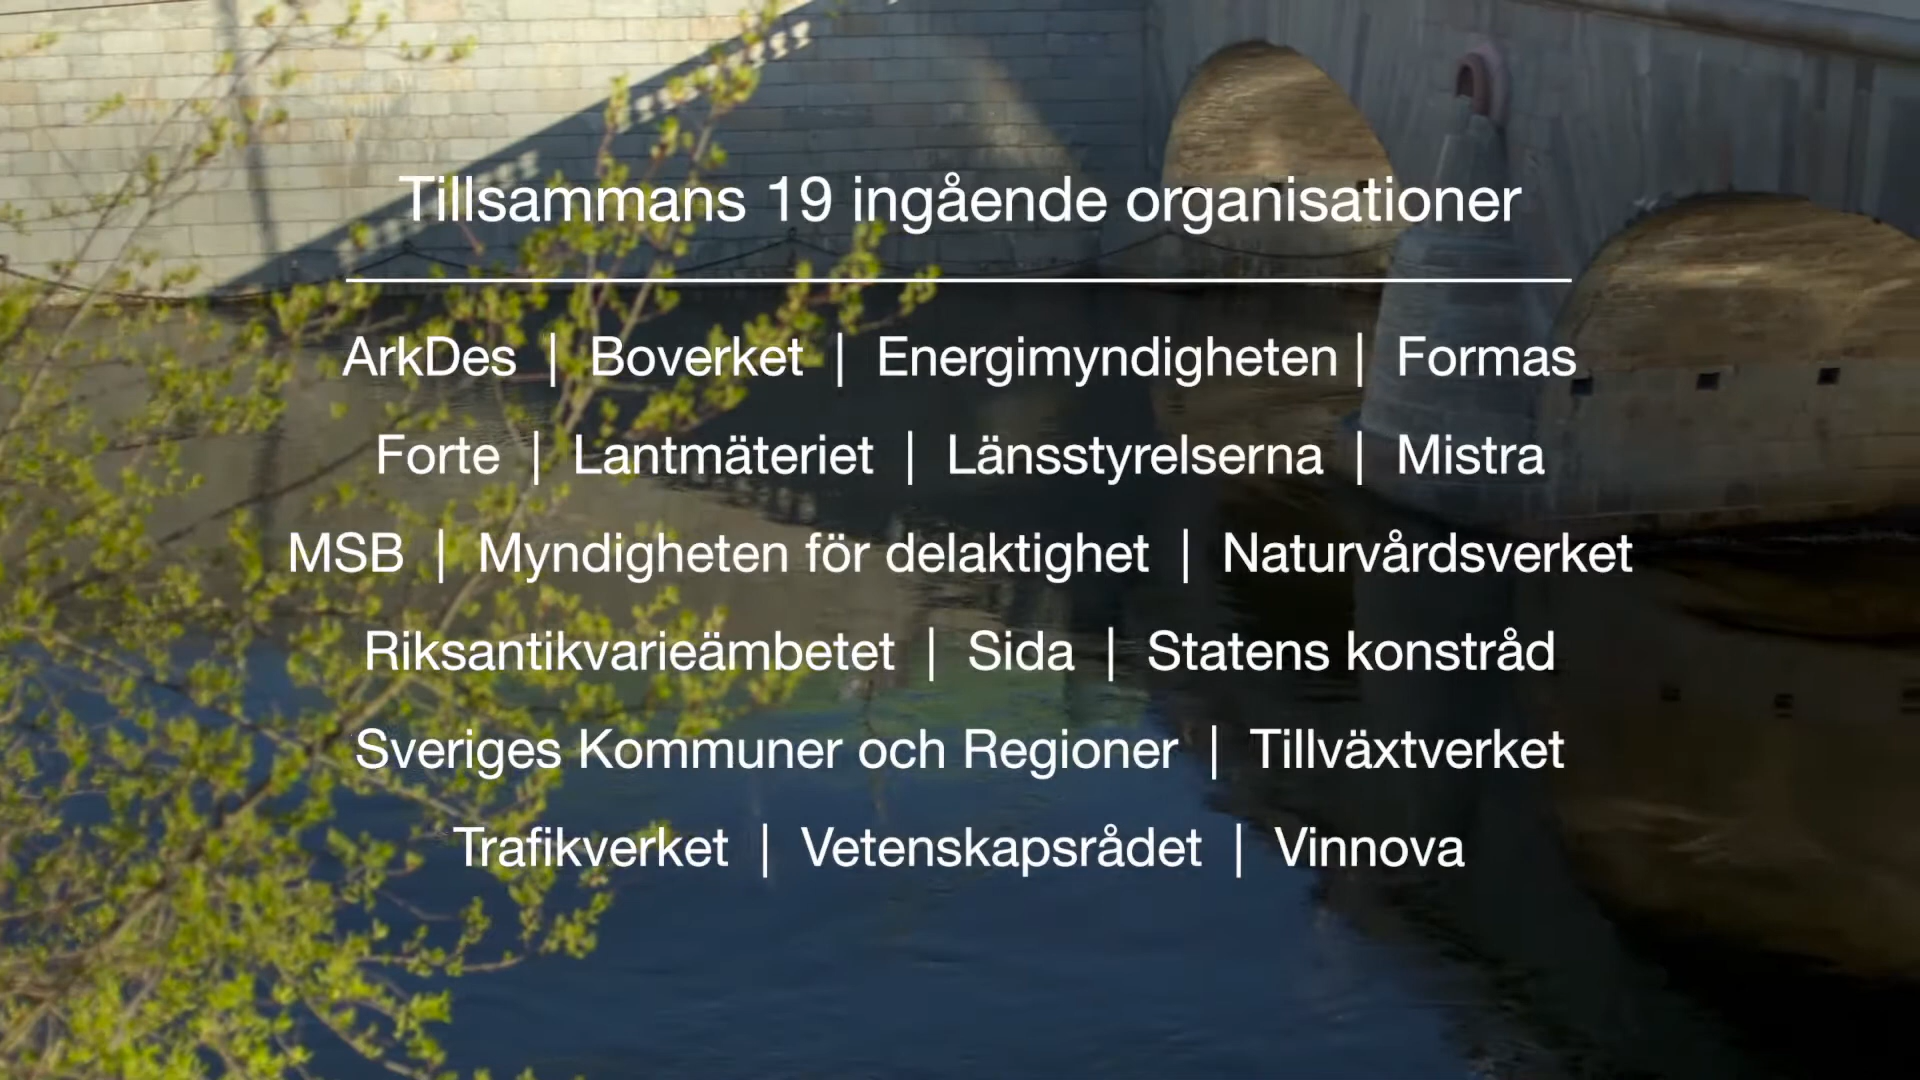 Tillsammans 19 ingående organisationer
ArkDes | Boverket | Energimyndigheten | Formas
Forte | Lantmäteriet | Länsstyrelserna | Mistra
MSB | Myndigheten för delaktighet | Naturvårdsverket
Riksantikvarieämbetet | Sida | Statens konstråd
Sveriges Kommuner och Regioner | Tillväxtverket
Trafikverket | Vetenskapsrådet | Vinnova